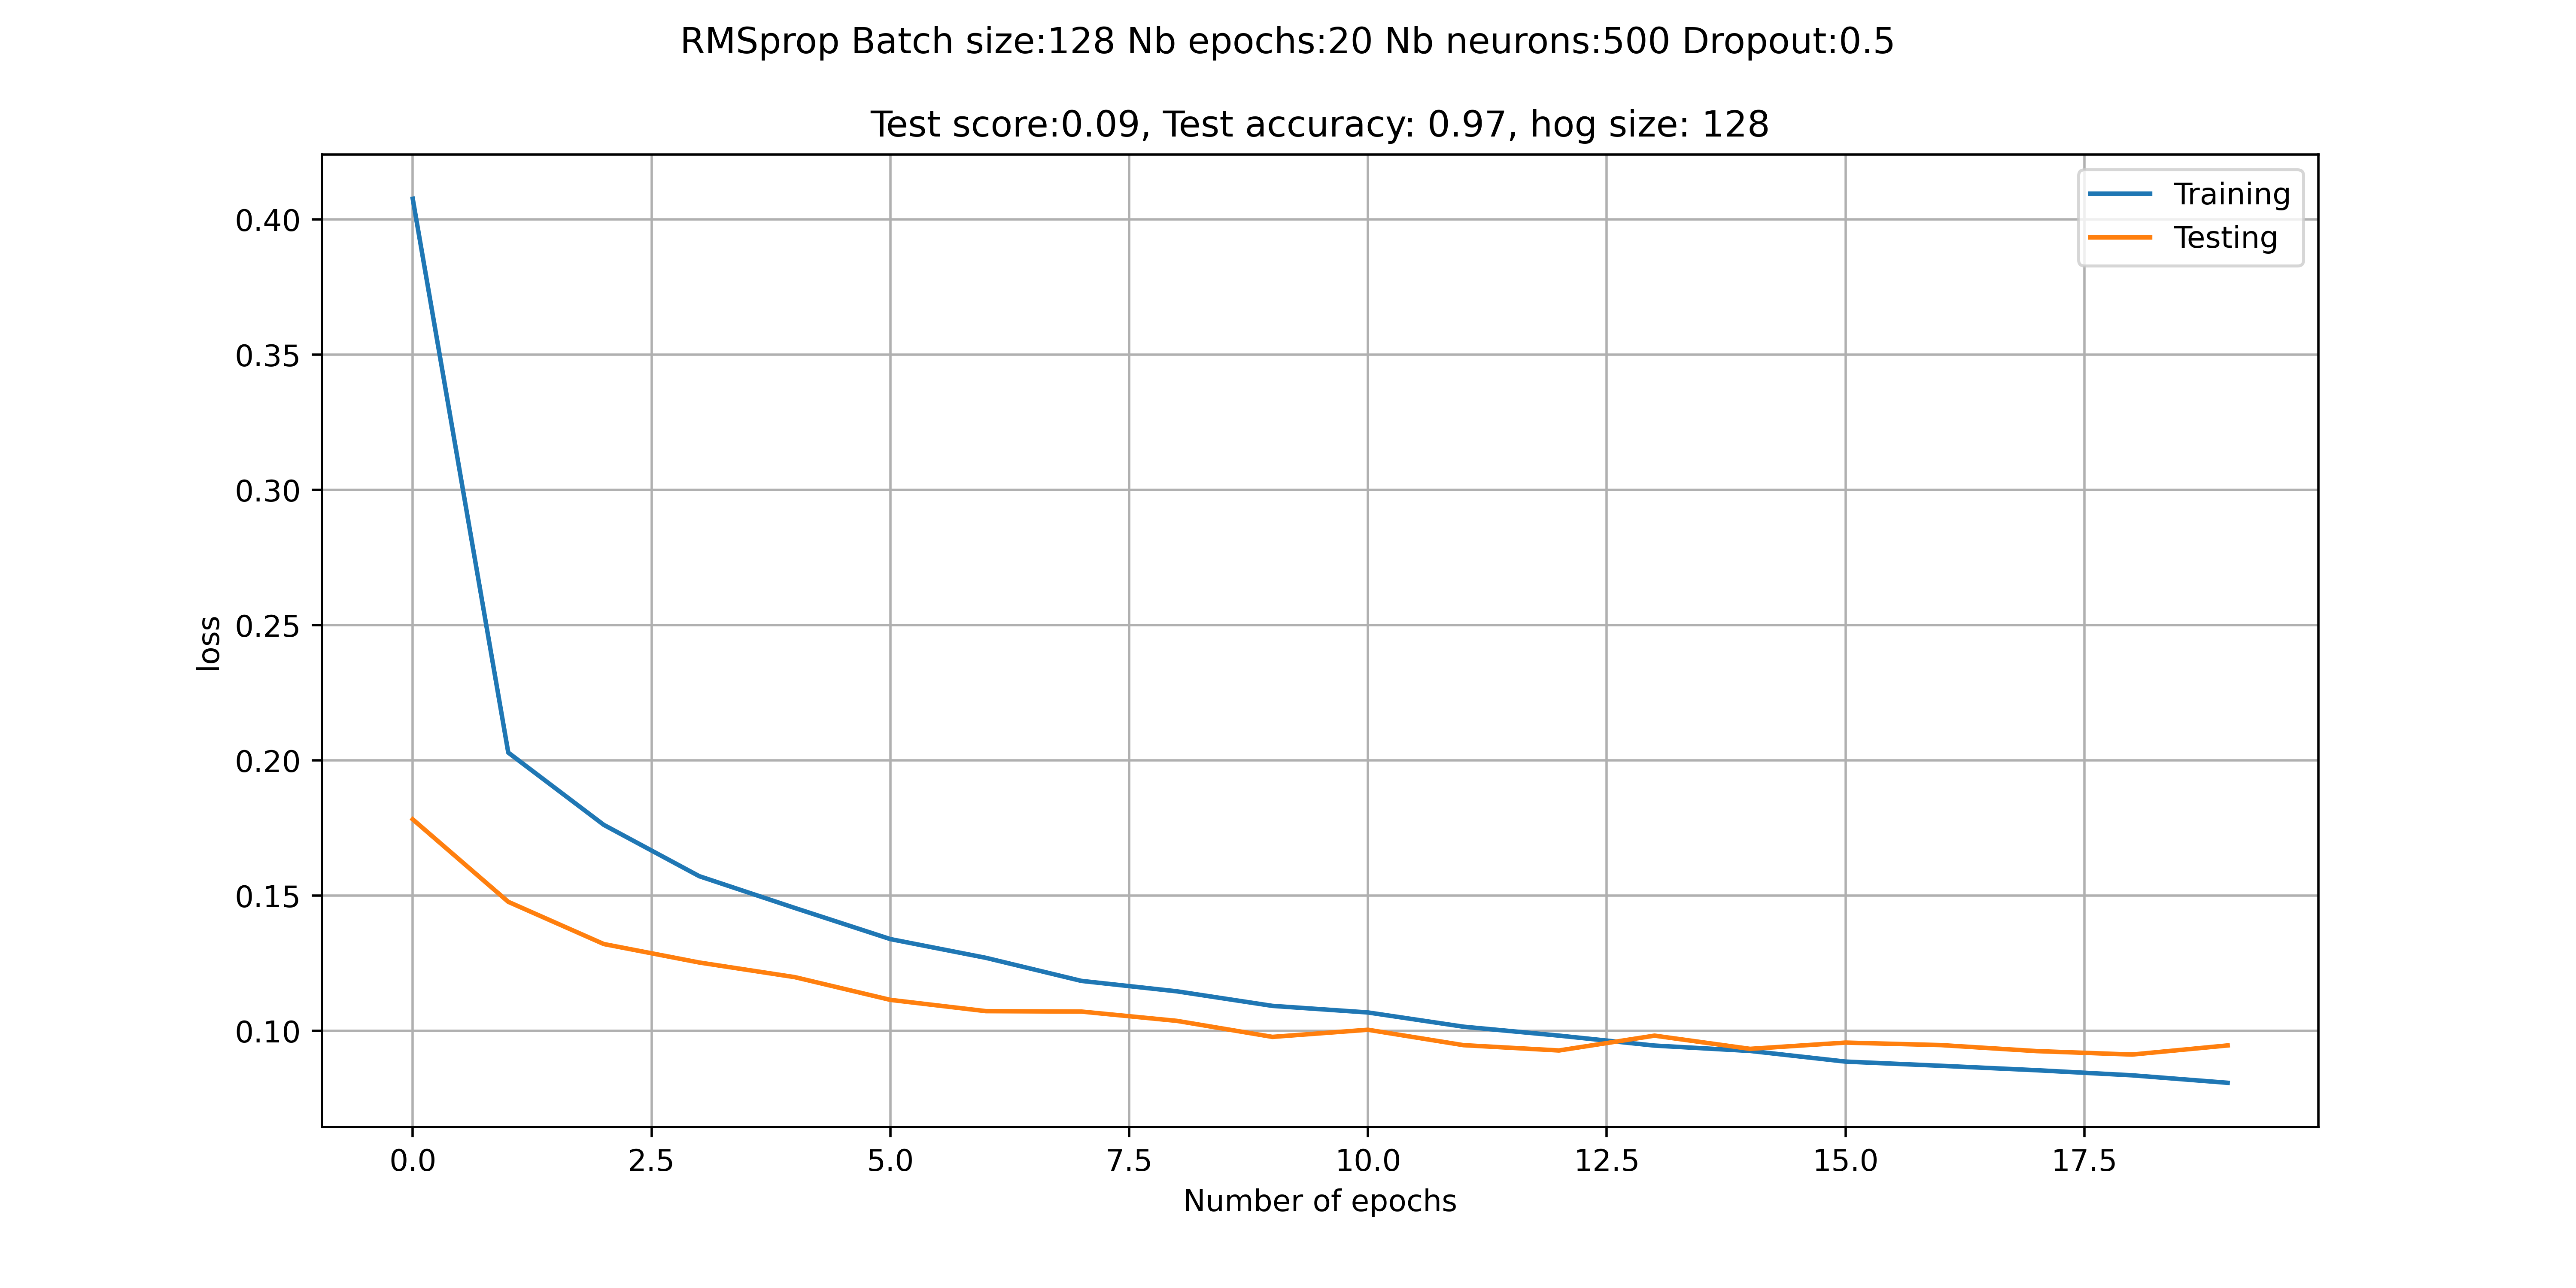 RMSprop Batch size:128 Nb epochs:20 Nb neurons:500 Dropout:0.5
Test score:0.09, Test accuracy: 0.97, hog size: 128
Training
Testing
0.40
0.35
0.30
0.25
0.20
0.15
0.10
loss
0.0 2.5 5.0 7.5 10.0 12.5 15.0 17.5
Number of epochs